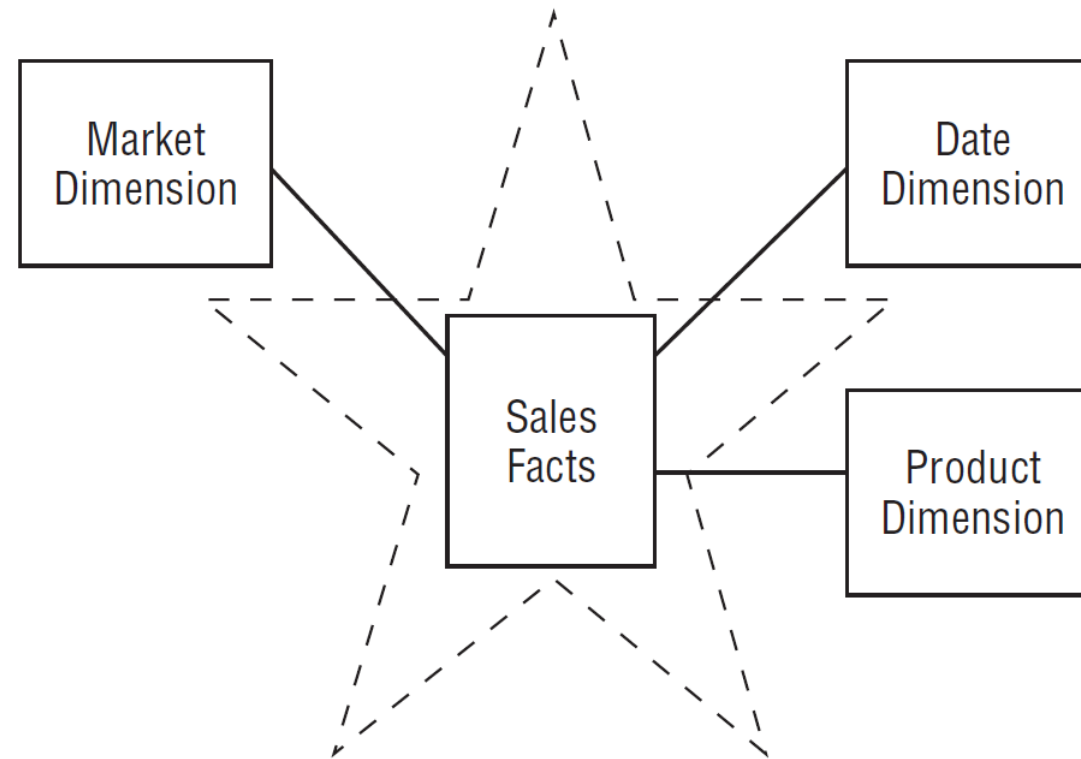 Market
Dimension
Date
Dimension
Sales
Facts
Product
Dimension